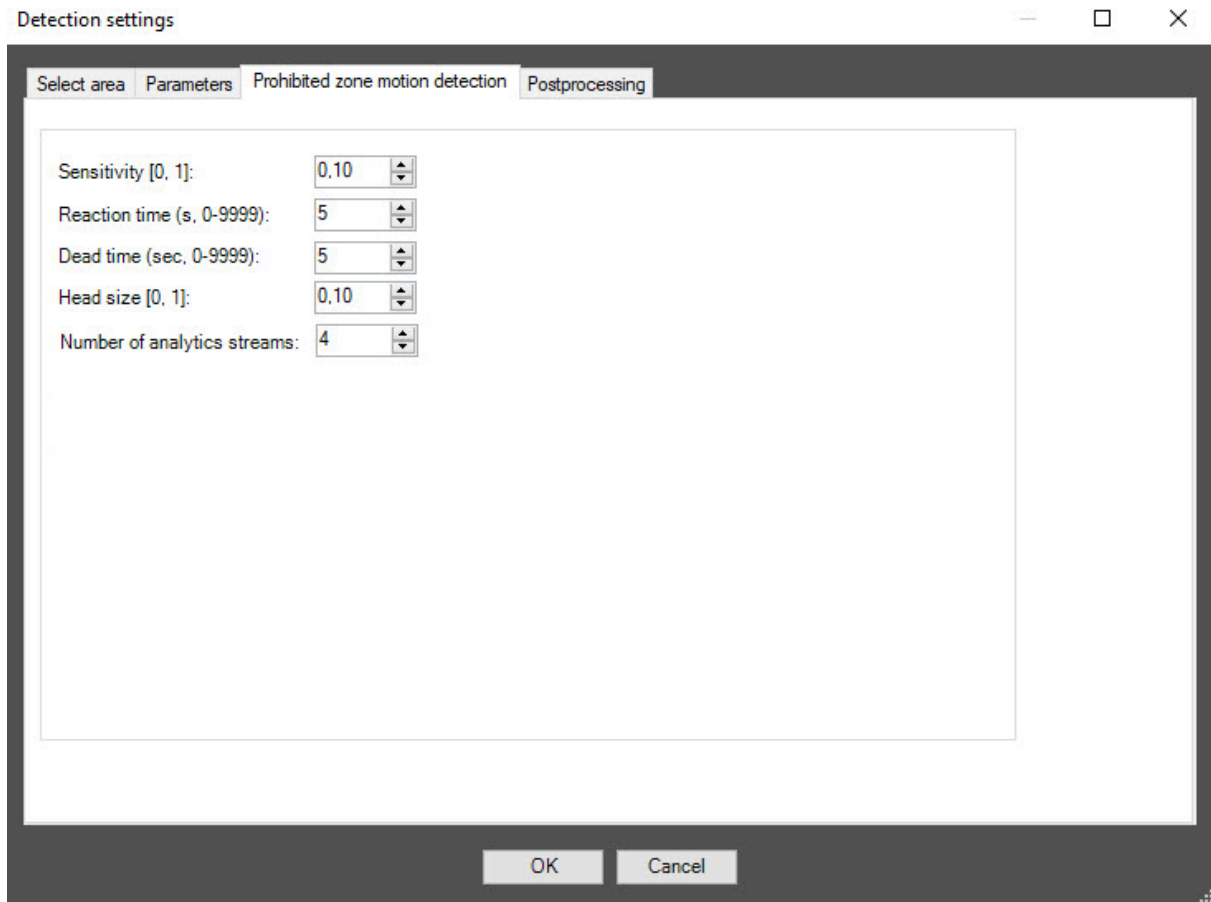 Detection settings
Select area Parameters Prohibited zone motion detection Postprocessing
Sensitivity [0, 1]: 0,10
Reaction time (s, 0-9999): 5
Dead time (sec, 0-9999): 5
Head size [0, 1]: 0,10
Number of analytics streams: 4
OK Cancel